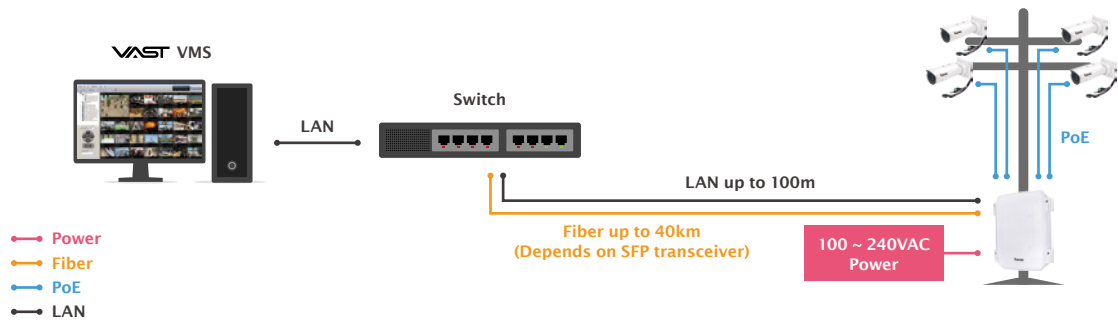 VAST VMS
Switch
LAN
PoE
LAN up to 100m
Fiber up to 40km
(Depends on SFP transceiver)
100 ~ 240VAC
Power
Power
Fiber
PoE
LAN